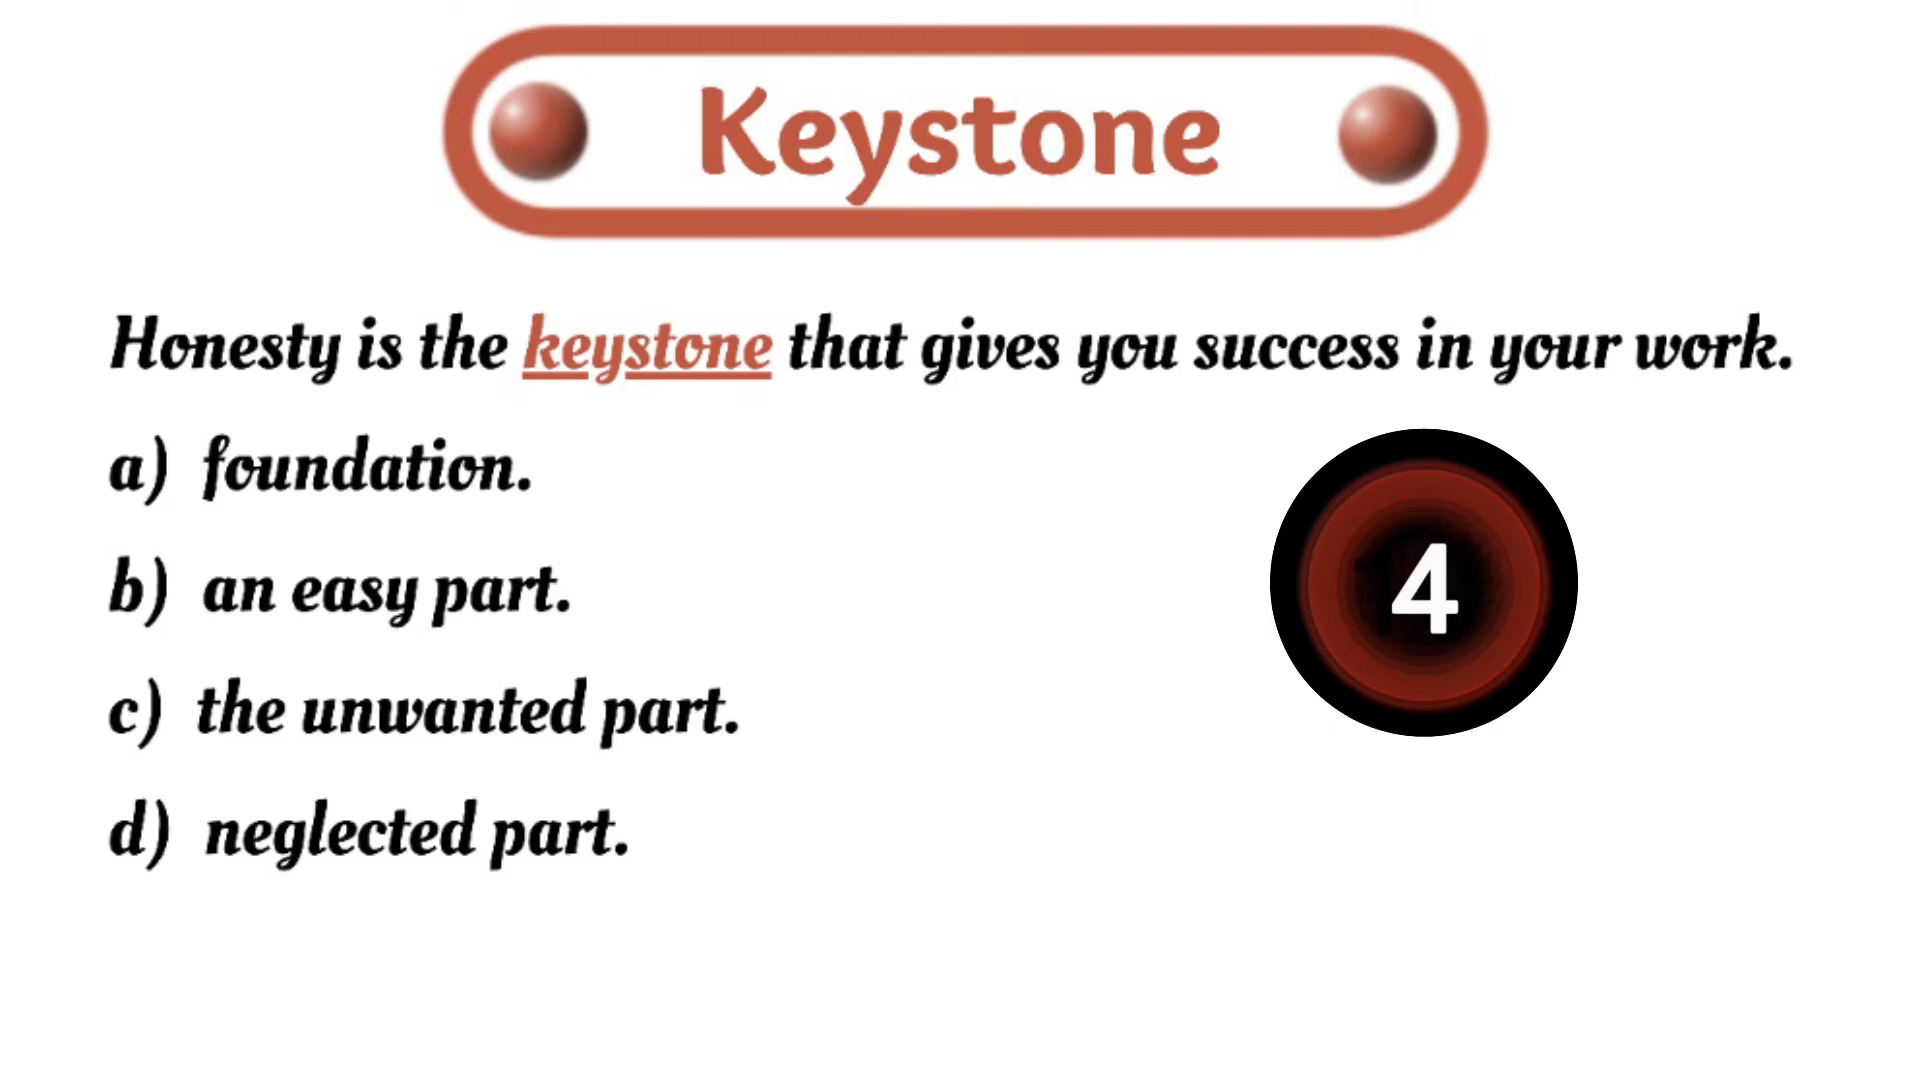 Keystone
Honesty is the keystone that gives you success in your work.
a) foundation.
4
b) an easy part.
c) the unwanted part.
d) neglected part.